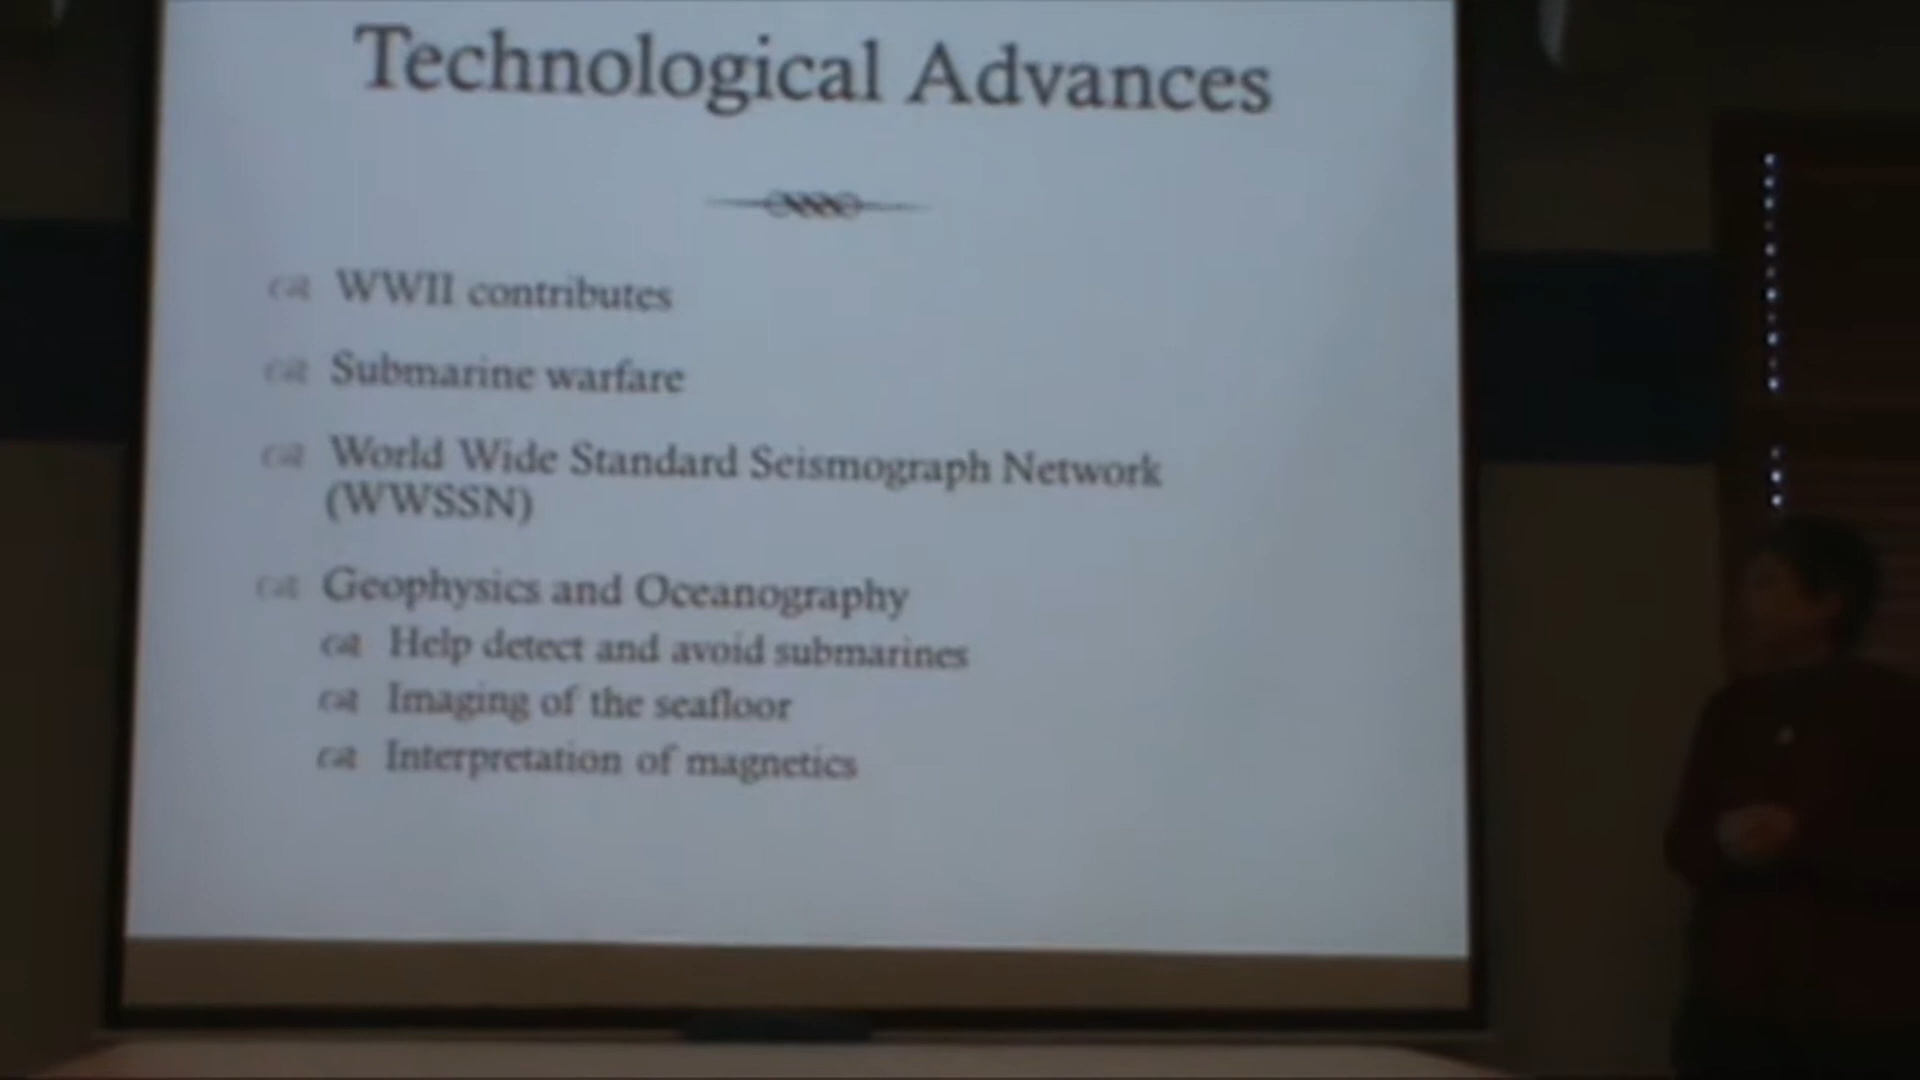 Technological Advances
WWII contributes
Submarine warfare
World Wide Standard Seismograph Network
(WWSSN)
Geophysics and Oceanography
Help detect and avoid submarines
Imaging of the seafloor
Interpretation of magnetics